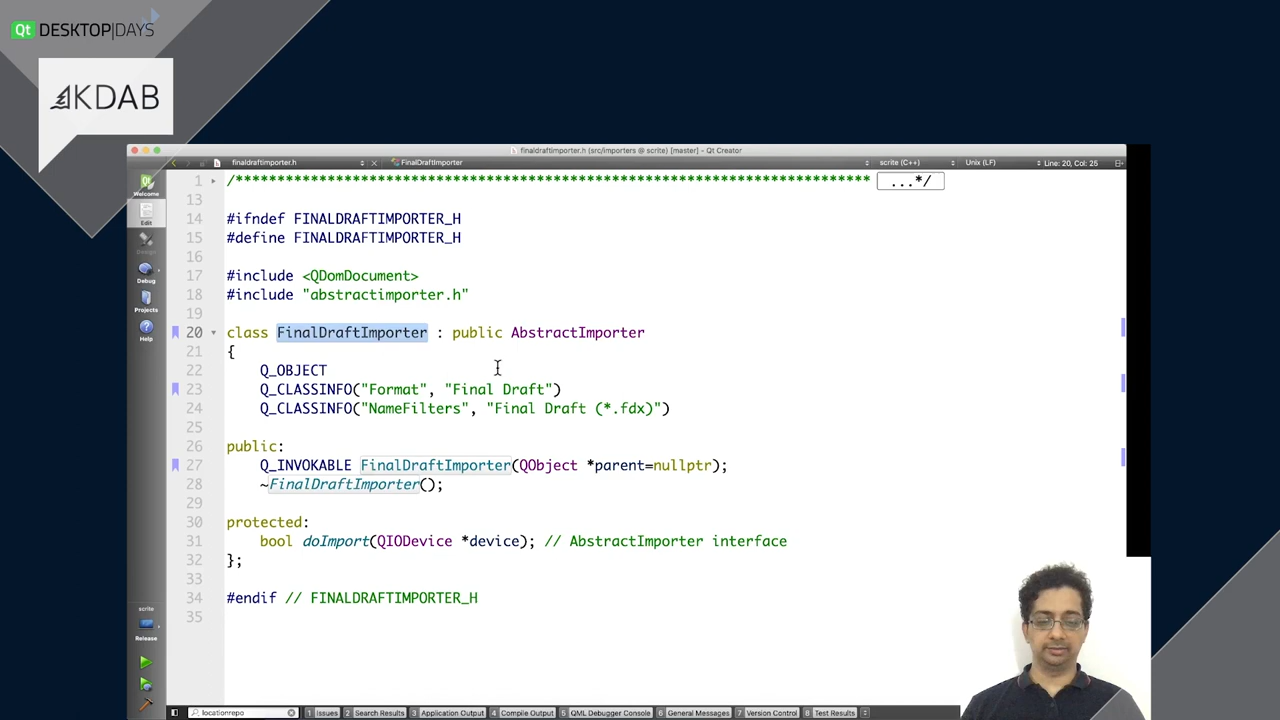 Qt DESKTOP|DAYS
KDAB
finaldraftimporter.h (src/importers @ scrite) [master] - Qt Creator
finaldraftimporter.h
FinalDraftImporter
scrite (C++)
Unix (LF)
Line: 20, Col: 25
Qt
Welcome
Edit
Design
Debug
Projects
Help
scrite
Release
1 /**************************************************************************** ...*/
13
14 #ifndef FINALDRAFTIMPORTER_H
15 #define FINALDRAFTIMPORTER_H
16
17 #include <QDomDocument>
18 #include "abstractimporter.h"
19
20 class FinalDraftImporter : public AbstractImporter
21 {
22 Q_OBJECT
23 Q_CLASSINFO("Format", "Final Draft")
24 Q_CLASSINFO("NameFilters", "Final Draft (*.fdx)")
25
26 public:
27 Q_INVOKABLE FinalDraftImporter(QObject *parent=nullptr);
28 ~FinalDraftImporter();
29
30 protected:
31 bool doImport(QIODevice *device); // AbstractImporter interface
32 };
33
34 #endif // FINALDRAFTIMPORTER_H
35
locationrepo
1 Issues
2 Search Results
3 Application Output
4 Compile Output
5 QML Debugger Console
6 General Messages
7 Version Control
8 Test Results